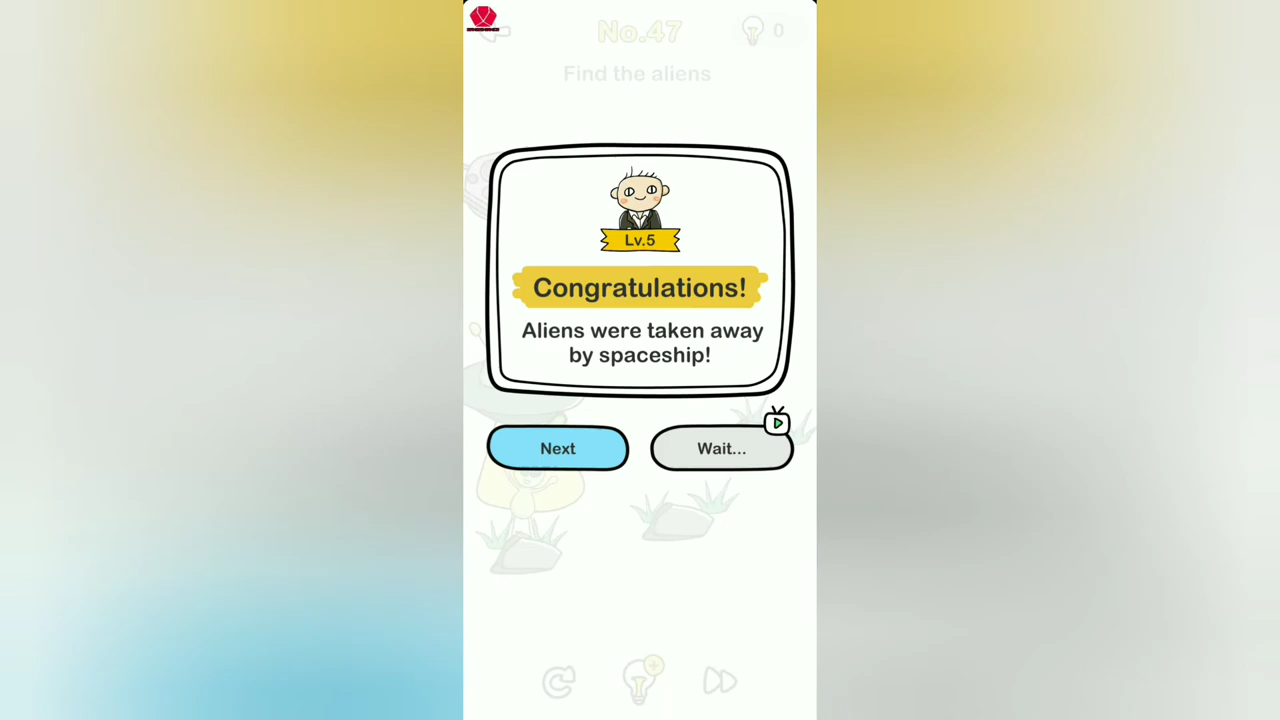 No.47
0
Find the aliens
Lv.5
Congratulations!
Aliens were taken away
by spaceship!
Next
Wait...